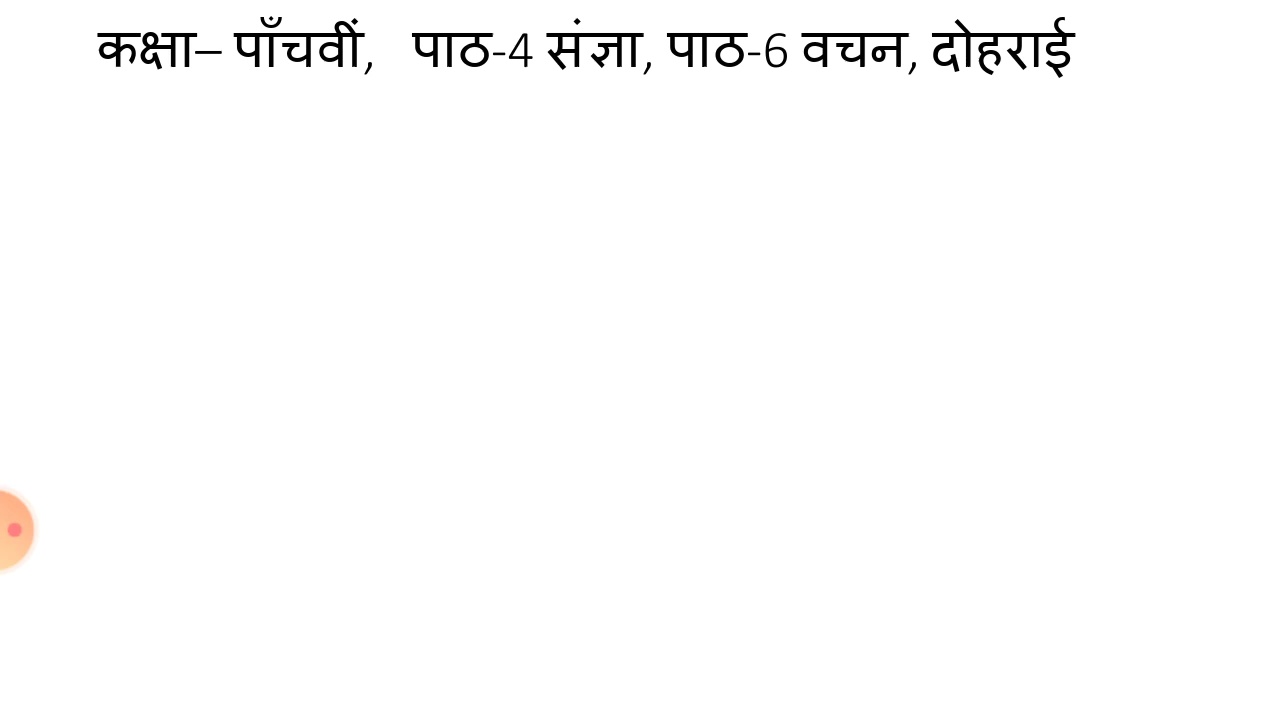 कक्षा– पाँचवीं, पाठ-4 संज्ञा, पाठ-6 वचन, दोहराई